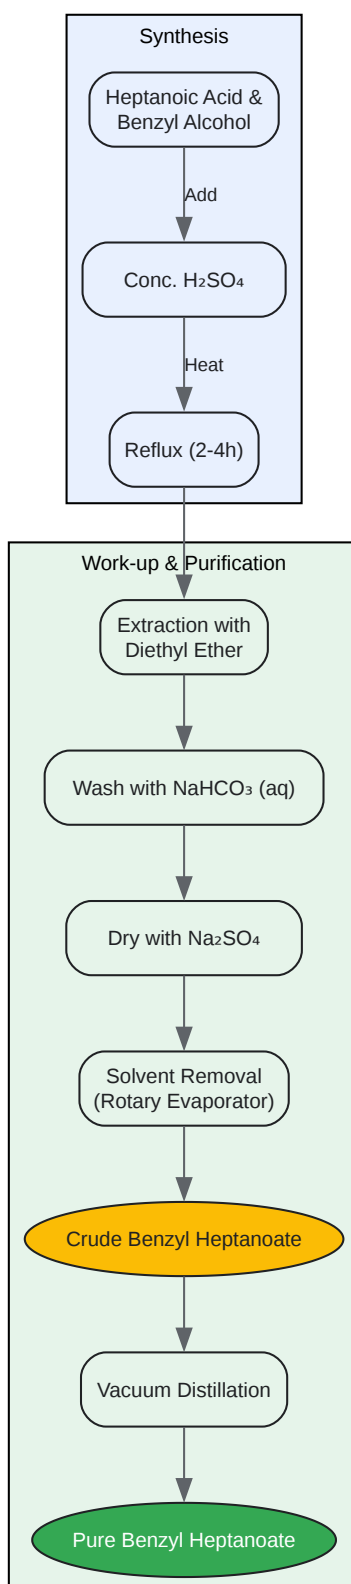 Synthesis
Heptanoic Acid &
Benzyl Alcohol
Add
Conc. H₂SO₄
Heat
Reflux (2-4h)
Work-up & Purification
Extraction with
Diethyl Ether
Wash with NaHCO₃ (aq)
Dry with Na₂SO₄
Solvent Removal
(Rotary Evaporator)
Crude Benzyl Heptanoate
Vacuum Distillation
Pure Benzyl Heptanoate